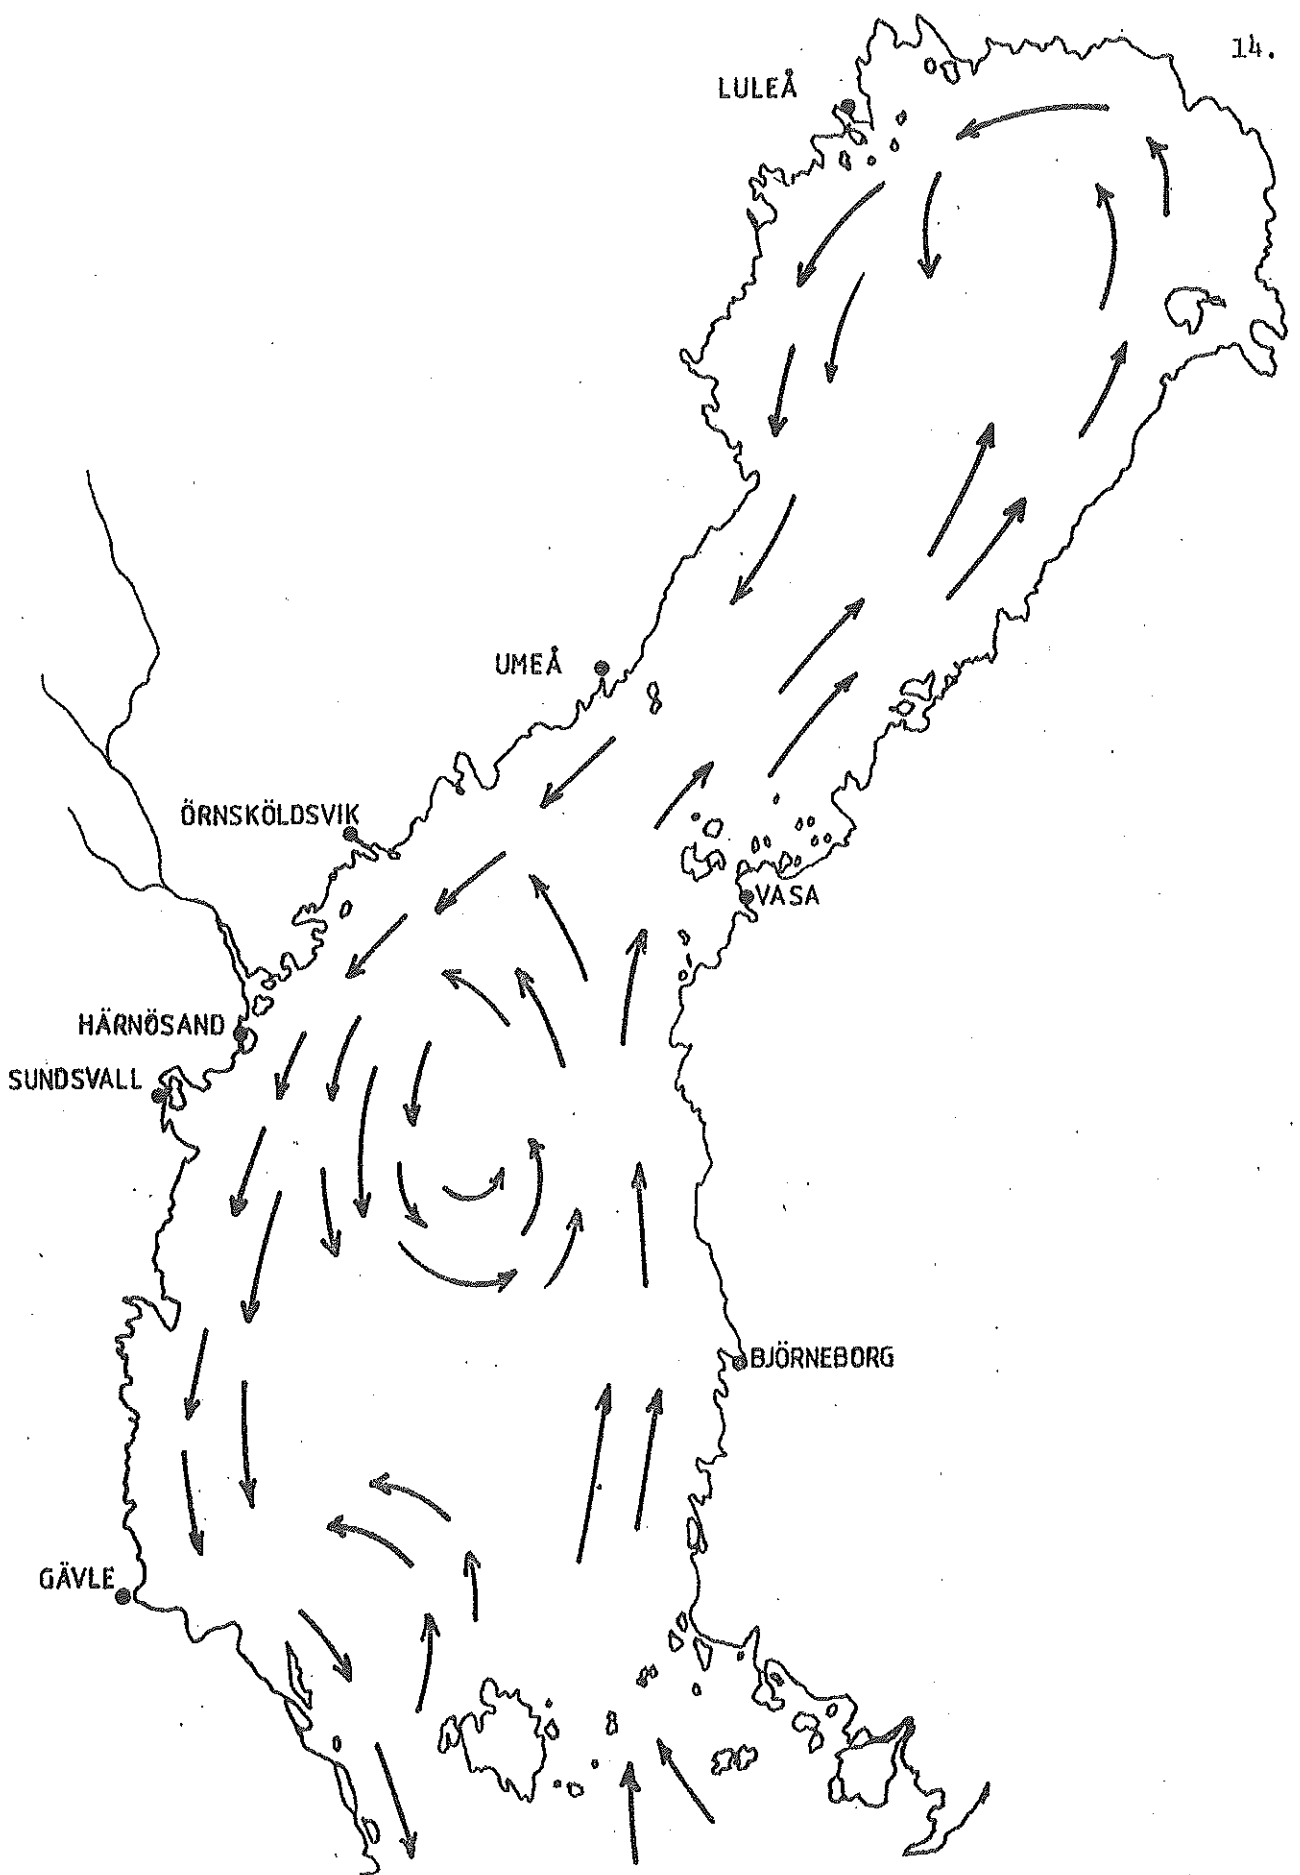 14.
LULEÅ
UMEÅ
ÖRNSKÖLDSVIK
VASA
HÄRNÖSAND
SUNDSVALL
BJÖRNEBORG
GÄVLE